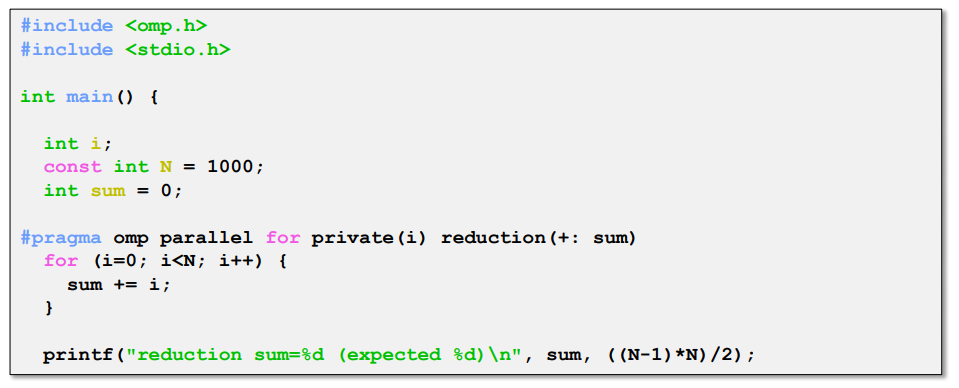 #include <omp.h>
#include <stdio.h>
int main() {
int i;
const int N = 1000;
int sum = 0;
#pragma omp parallel for private(i) reduction(+: sum)
for (i=0; i<N; i++) {
sum += i;
}
printf("reduction sum=%d (expected %d)\n", sum, ((N-1)*N)/2);